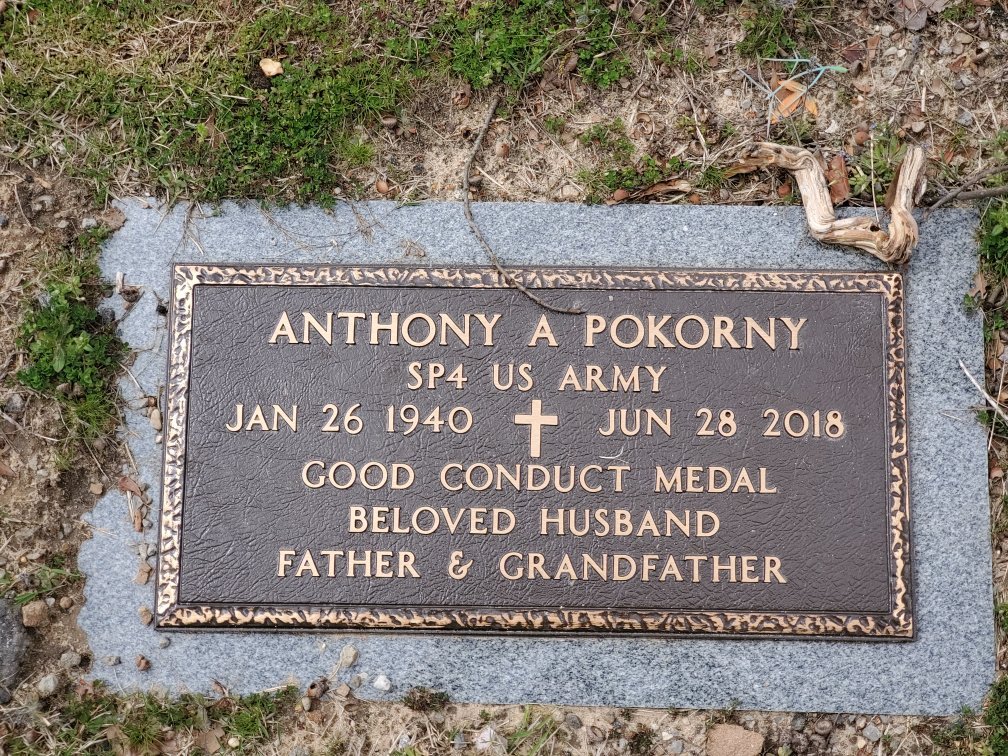 ANTHONY A POKORNY
SP4 US ARMY
JAN 26 1940 JUN 28 2018
GOOD CONDUCT MEDAL
BELOVED HUSBAND
FATHER & GRANDFATHER